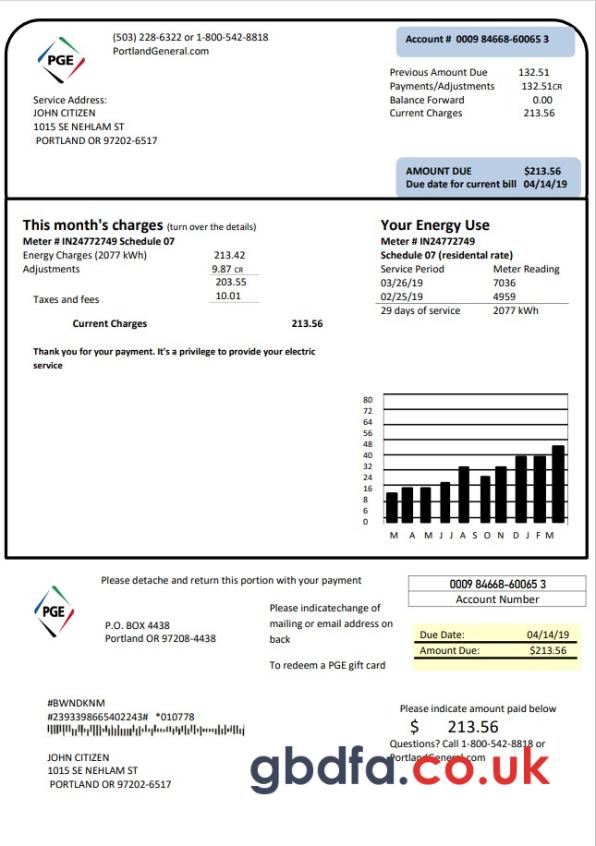 PGE
(503) 228-6322 or 1-800-542-8818
PortlandGeneral.com
Account # 0009 84668-60065 3
Previous Amount Due 132.51
Payments/Adjustments 132.51CR
Balance Forward 0.00
Current Charges 213.56
Service Address:
JOHN CITIZEN
1015 SE NEHLAM ST
PORTLAND OR 97202-6517
AMOUNT DUE $213.56
Due date for current bill 04/14/19
This month's charges (turn over the details)
Meter # IN24772749 Schedule 07
Energy Charges (2077 kWh) 213.42
Adjustments 9.87 CR
203.55
Taxes and fees 10.01
Current Charges 213.56
Thank you for your payment. It's a privilege to provide your electric
service
Your Energy Use
Meter # IN24772749
Schedule 07 (residental rate)
Service Period Meter Reading
03/26/19 7036
02/25/19 4959
29 days of service 2077 kWh
80
72
64
56
48
40
32
24
16
8
6
0
M A M J J A S O N D J F M
Please detache and return this portion with your payment
PGE
P.O. BOX 4438
Portland OR 97208-4438
Please indicatechange of
mailing or email address on
back
To redeem a PGE gift card
0009 84668-60065 3
Account Number
Due Date: 04/14/19
Amount Due: $213.56
#BWNDKNM
#2393398665402243# *010778
JOHN CITIZEN
1015 SE NEHLAM ST
PORTLAND OR 97202-6517
Please indicate amount paid below
$ 213.56
Questions? Call 1-800-542-8818 or
PortlandGeneral.com
gbdfa.co.uk